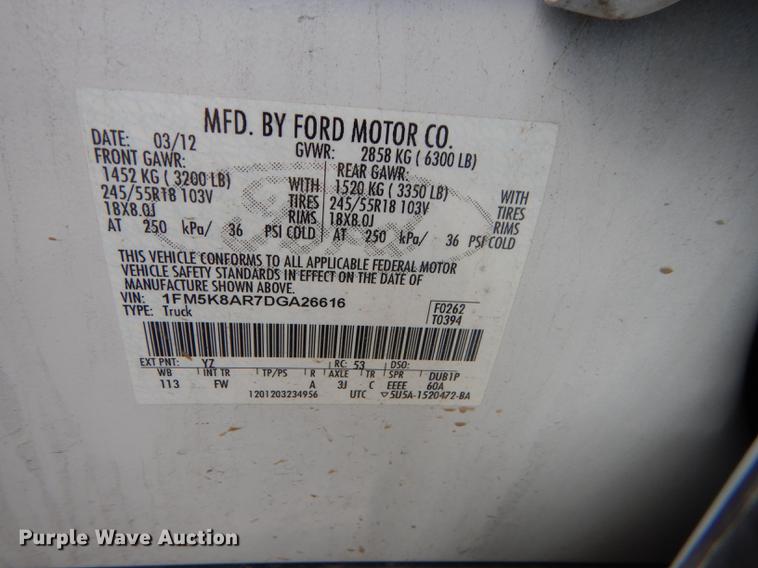 MFD. BY FORD MOTOR CO.
DATE: 03/12 GVWR: 2858 KG ( 6300 LB)
FRONT GAWR: REAR GAWR:
1452 KG ( 3200 LB) WITH 1520 KG ( 3350 LB) WITH
245/55R18 103V TIRES 245/55R18 103V TIRES
18X8.0J RIMS 18X8.0J RIMS
AT 250 kPa/ 36 PSI COLD AT 250 kPa/ 36 PSI COLD
THIS VEHICLE CONFORMS TO ALL APPLICABLE FEDERAL MOTOR
VEHICLE SAFETY STANDARDS IN EFFECT ON THE DATE OF
MANUFACTURE SHOWN ABOVE.
VIN: 1FM5K8AR7DGA26616 F0262
TYPE: Truck T0394
EXT PNT: YZ RC: 53 DSO:
WB INT TR TP/PS R AXLE TR SPR DUB1P
113 FW A 3J C EEEE 60A
1201203234956 UTC ▽5U5A-1520472-BA
Purple Wave Auction